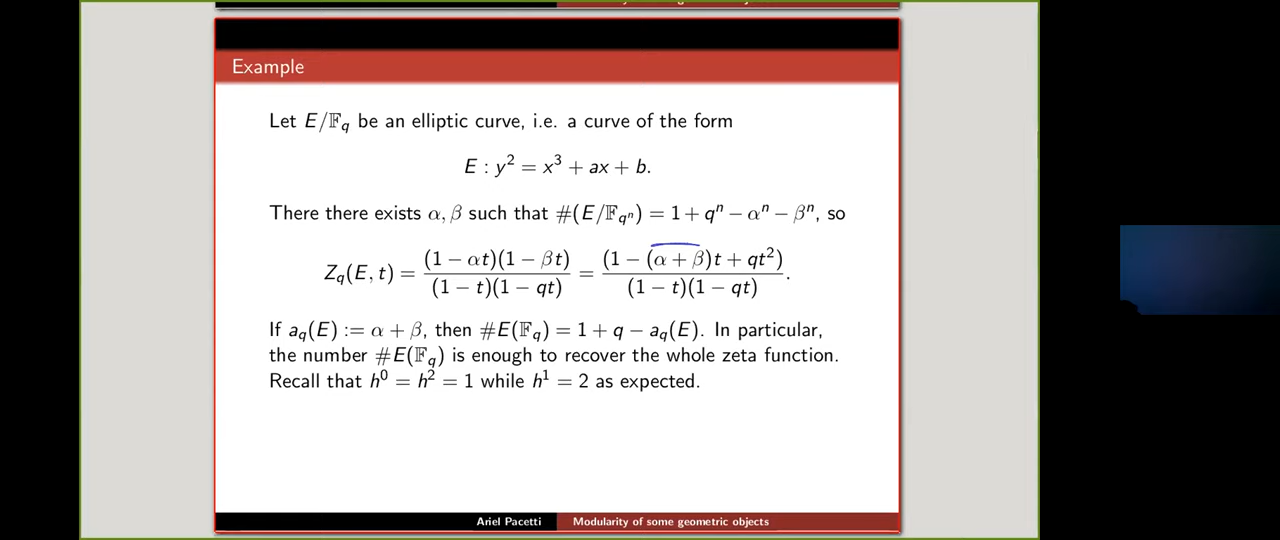 Example
Let E/𝔽_q be an elliptic curve, i.e. a curve of the form
E : y² = x³ + ax + b.
There there exists α, β such that #(E/𝔽_{qⁿ}) = 1 + qⁿ − αⁿ − βⁿ, so
Z_q(E, t) = \frac{(1 − αt)(1 − βt)}{(1 − t)(1 − qt)} = \frac{(1 − (α + β)t + qt²)}{(1 − t)(1 − qt)}.
If a_q(E) := α + β, then #E(𝔽_q) = 1 + q − a_q(E). In particular,
the number #E(𝔽_q) is enough to recover the whole zeta function.
Recall that h⁰ = h² = 1 while h¹ = 2 as expected.
Ariel Pacetti Modularity of some geometric objects